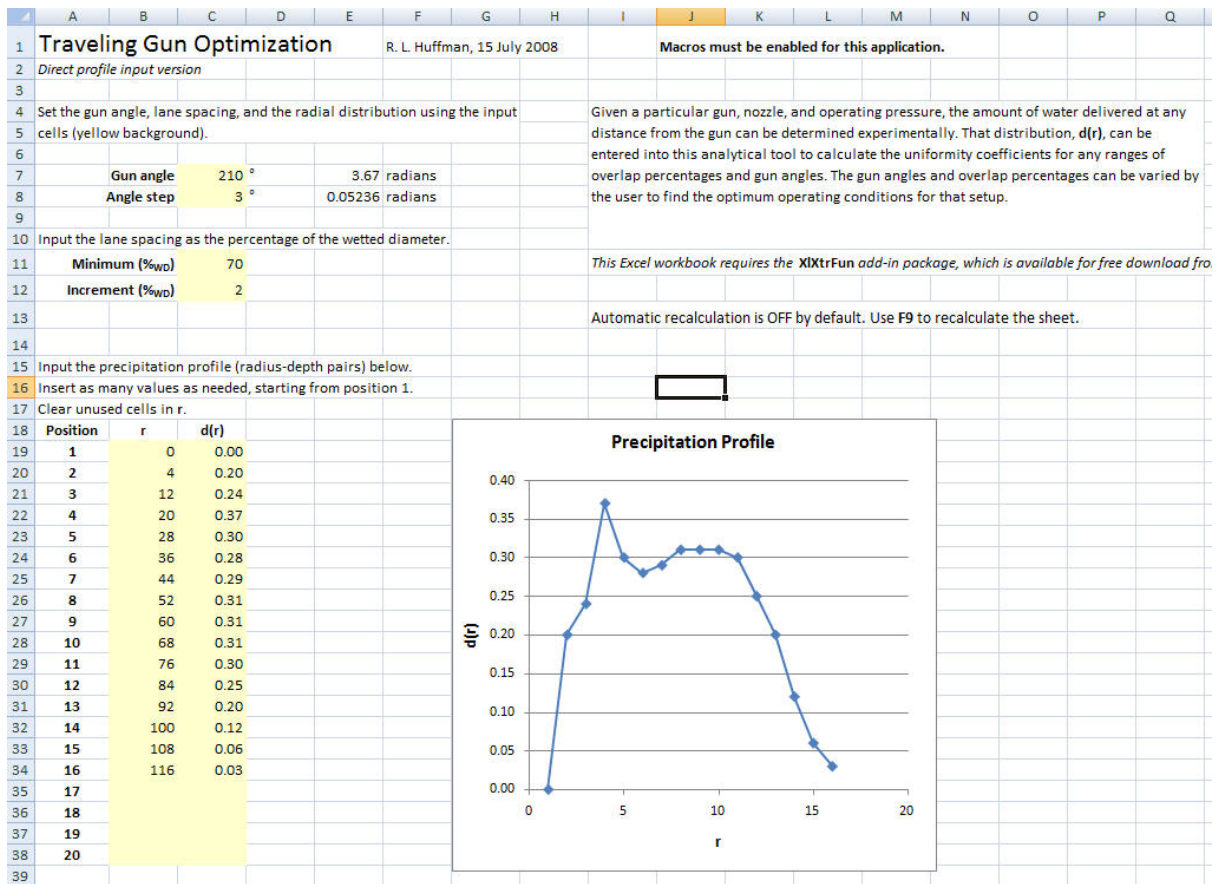 A B C D E F G H I J K L M N O P Q
1 Traveling Gun Optimization R. L. Huffman, 15 July 2008 Macros must be enabled for this application.
2 Direct profile input version
3
4 Set the gun angle, lane spacing, and the radial distribution using the input Given a particular gun, nozzle, and operating pressure, the amount of water delivered at any
5 cells (yellow background). distance from the gun can be determined experimentally. That distribution, d(r), can be
6 entered into this analytical tool to calculate the uniformity coefficients for any ranges of
7 Gun angle 210 ° 3.67 radians overlap percentages and gun angles. The gun angles and overlap percentages can be varied by
8 Angle step 3 ° 0.05236 radians the user to find the optimum operating conditions for that setup.
9
10 Input the lane spacing as the percentage of the wetted diameter.
11 Minimum (%WD) 70 This Excel workbook requires the XlXtrFun add-in package, which is available for free download fro
12 Increment (%WD) 2
13 Automatic recalculation is OFF by default. Use F9 to recalculate the sheet.
14
15 Input the precipitation profile (radius-depth pairs) below.
16 Insert as many values as needed, starting from position 1.
17 Clear unused cells in r.
18 Position r d(r)
19 1 0 0.00
20 2 4 0.20
21 3 12 0.24
22 4 20 0.37
23 5 28 0.30
24 6 36 0.28
25 7 44 0.29
26 8 52 0.31
27 9 60 0.31
28 10 68 0.31
29 11 76 0.30
30 12 84 0.25
31 13 92 0.20
32 14 100 0.12
33 15 108 0.06
34 16 116 0.03
35 17
36 18
37 19
38 20
39
Precipitation Profile
0.40
0.35
0.30
0.25
0.20
0.15
0.10
0.05
0.00
d(r)
0 5 10 15 20
r